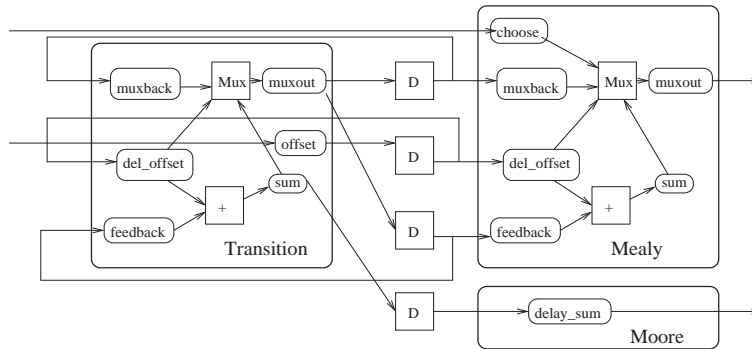 choose
muxback
Mux
muxout
D
muxback
Mux
muxout
offset
D
del_offset
del_offset
sum
sum
+
+
feedback
D
feedback
Transition
Mealy
D
delay_sum
Moore